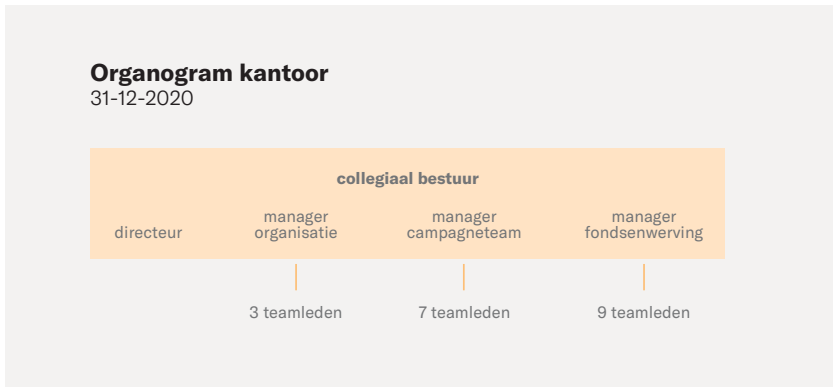 Organogram kantoor
31-12-2020
collegiaal bestuur
directeur
manager
organisatie
manager
campagneteam
manager
fondsenwerving
3 teamleden
7 teamleden
9 teamleden